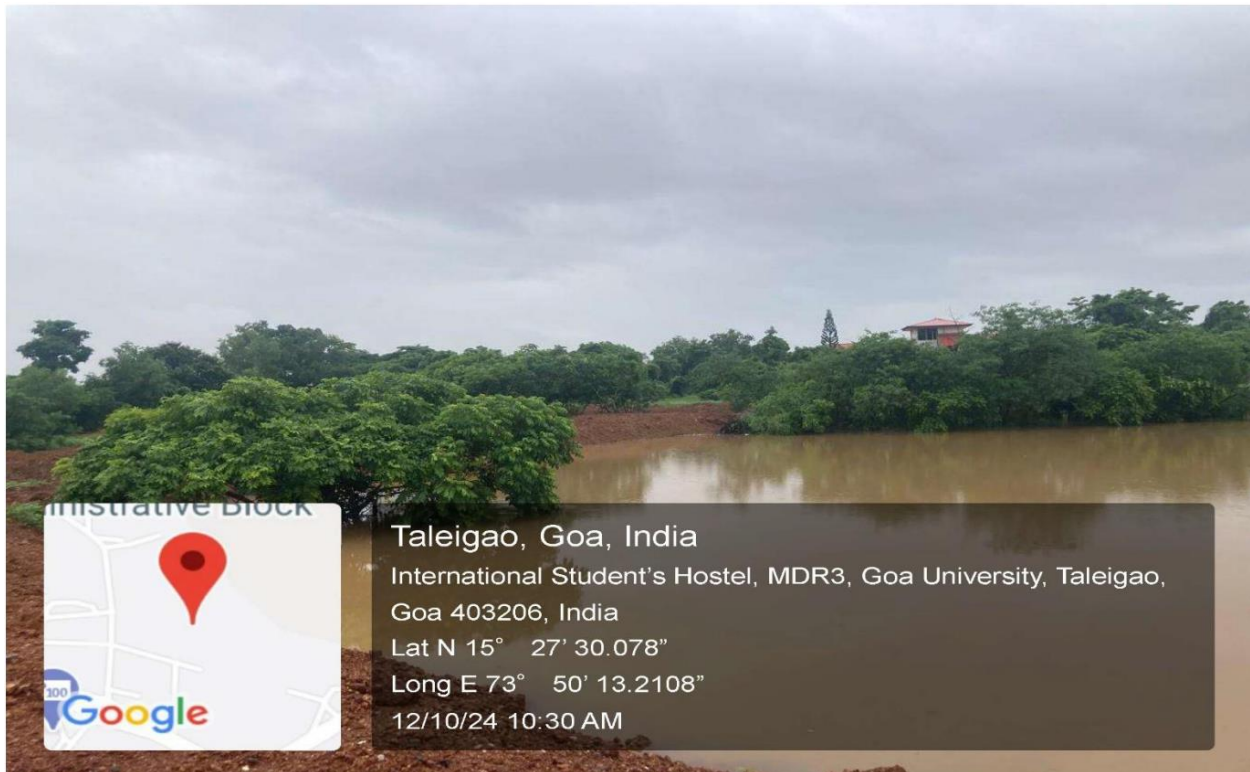 inistrative Block
100
Google
Taleigao, Goa, India
International Student's Hostel, MDR3, Goa University, Taleigao,
Goa 403206, India
Lat N 15° 27' 30.078"
Long E 73° 50' 13.2108"
12/10/24 10:30 AM